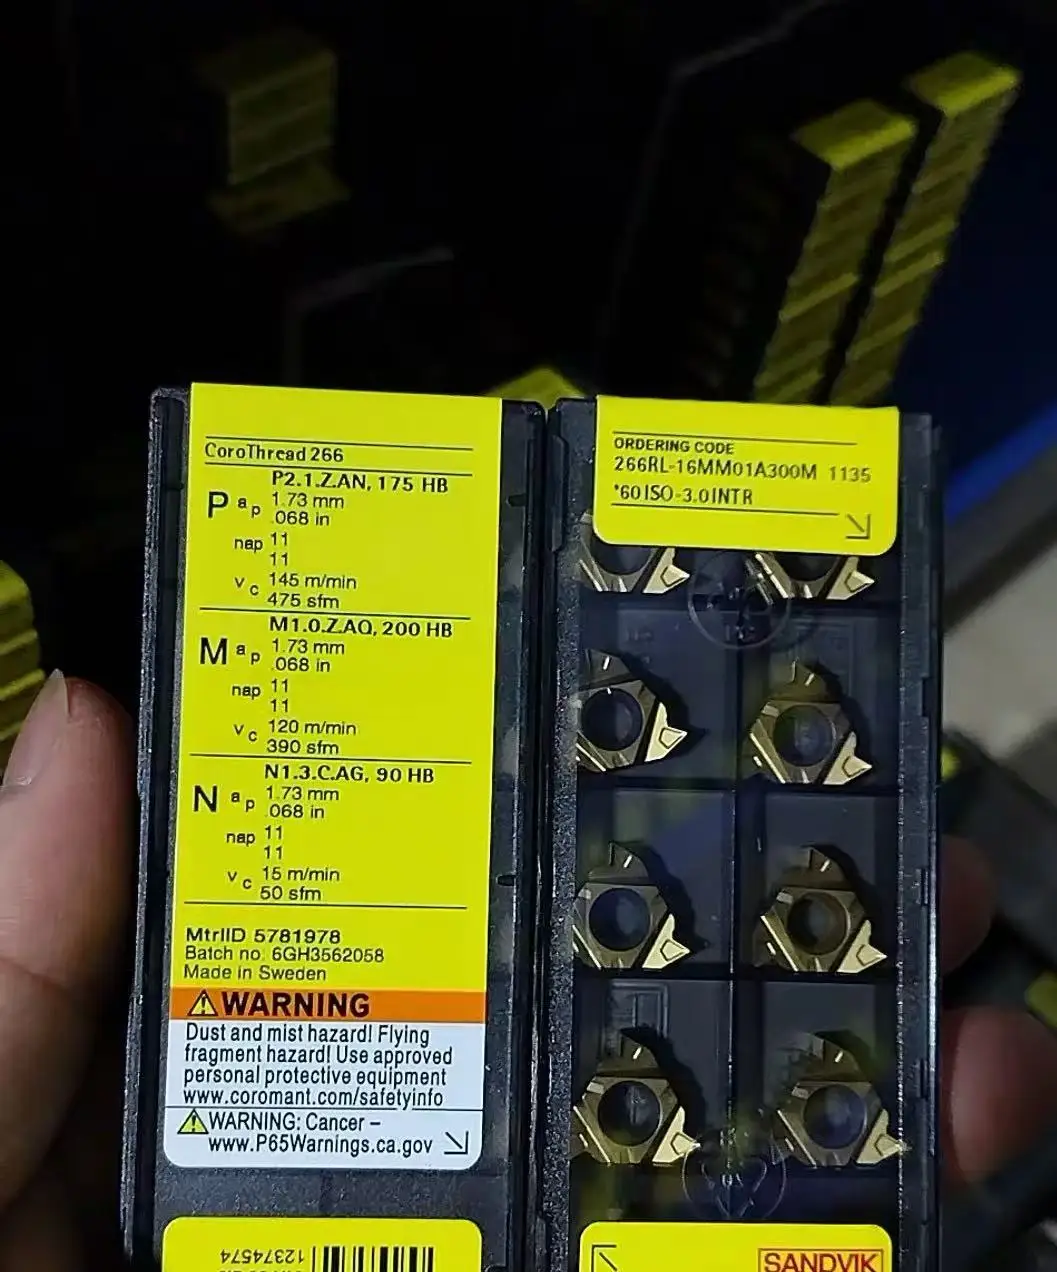 CoroThread 266
P2.1.Z.AN, 175 HB
P ap 1.73 mm
.068 in
nap 11
11
vc 145 m/min
475 sfm
M1.0.Z.AQ, 200 HB
M ap 1.73 mm
.068 in
nap 11
11
vc 120 m/min
390 sfm
N1.3.C.AG, 90 HB
N ap 1.73 mm
.068 in
nap 11
11
vc 15 m/min
50 sfm
MtrlID 5781978
Batch no. 6GH3562058
Made in Sweden
WARNING
Dust and mist hazard! Flying
fragment hazard! Use approved
personal protective equipment
www.coromant.com/safetyinfo
WARNING: Cancer –
www.P65Warnings.ca.gov
12374574
ORDERING CODE
266RL-16MM01A300M 1135
*60 ISO-3.0INTR
SANDVIK